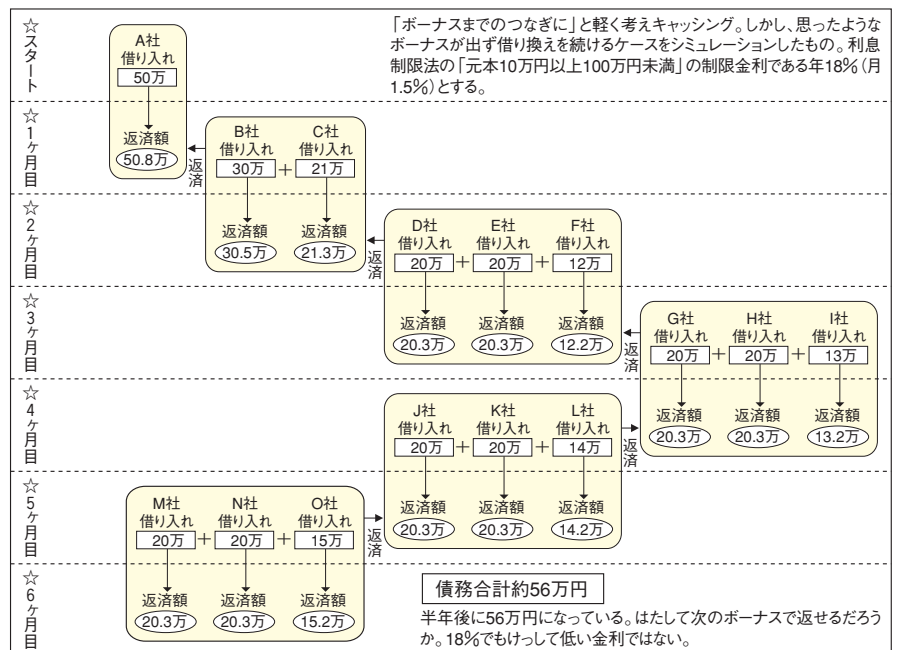 ☆スタート
「ボーナスまでのつなぎに」と軽く考えキャッシング。しかし、思ったような
ボーナスが出ず借り換えを続けるケースをシミュレーションしたもの。利息
制限法の「元本10万円以上100万円未満」の制限金利である年18%(月
1.5%)とする。
A社
借り入れ
50万
☆1ヶ月目
返済額
50.8万
返済
B社 C社
借り入れ 借り入れ
30万 + 21万
☆2ヶ月目
返済額 返済額
30.5万 21.3万
返済
D社 E社 F社
借り入れ 借り入れ 借り入れ
20万 + 20万 + 12万
☆3ヶ月目
返済額 返済額 返済額
20.3万 20.3万 12.2万
返済
G社 H社 I社
借り入れ 借り入れ 借り入れ
20万 + 20万 + 13万
☆4ヶ月目
J社 K社 L社
借り入れ 借り入れ 借り入れ
20万 + 20万 + 14万
返済
返済額 返済額 返済額
20.3万 20.3万 13.2万
☆5ヶ月目
M社 N社 O社
借り入れ 借り入れ 借り入れ
20万 + 20万 + 15万
返済
返済額 返済額 返済額
20.3万 20.3万 14.2万
☆6ヶ月目
返済額 返済額 返済額
20.3万 20.3万 15.2万
債務合計約56万円
半年後に56万円になっている。はたして次のボーナスで返せるだろう
か。18%でもけっして低い金利ではない。